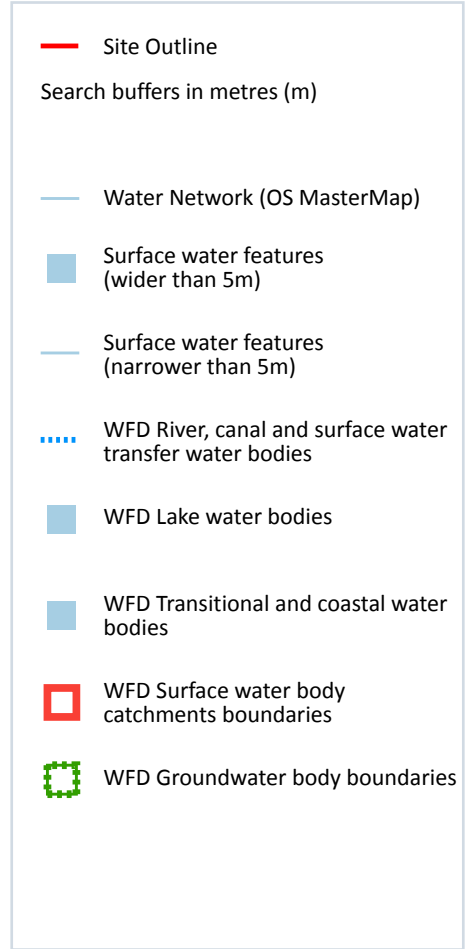 Site Outline
Search buffers in metres (m)
Water Network (OS MasterMap)
Surface water features
(wider than 5m)
Surface water features
(narrower than 5m)
WFD River, canal and surface water
transfer water bodies
WFD Lake water bodies
WFD Transitional and coastal water
bodies
WFD Surface water body
catchments boundaries
WFD Groundwater body boundaries